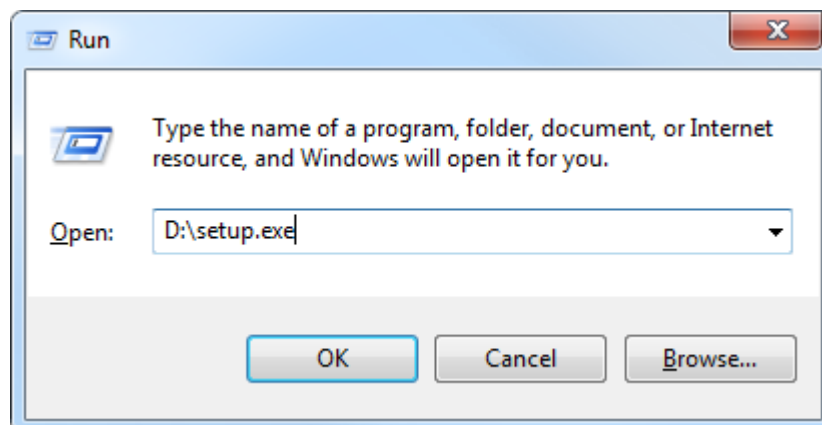 Run
Type the name of a program, folder, document, or Internet
resource, and Windows will open it for you.
Open: D:\setup.exe
OK Cancel Browse...